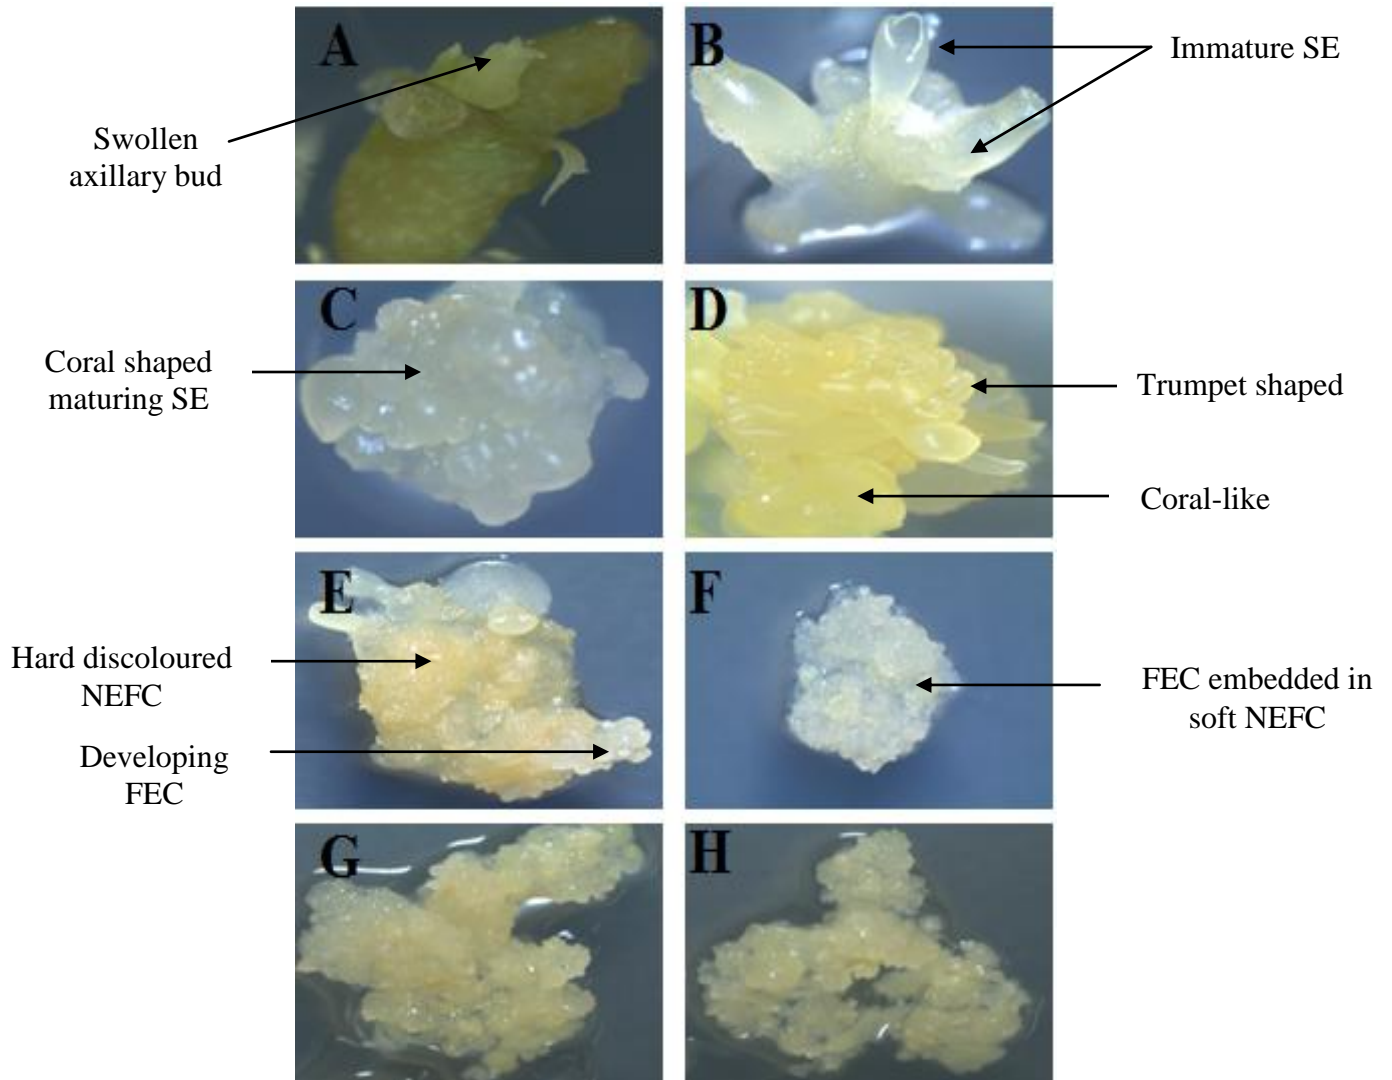 A
B
Immature SE
Swollen
axillary bud
C
D
Coral shaped
maturing SE
Trumpet shaped
Coral-like
E
F
Hard discoloured
NEFC
FEC embedded in
soft NEFC
Developing
FEC
G
H